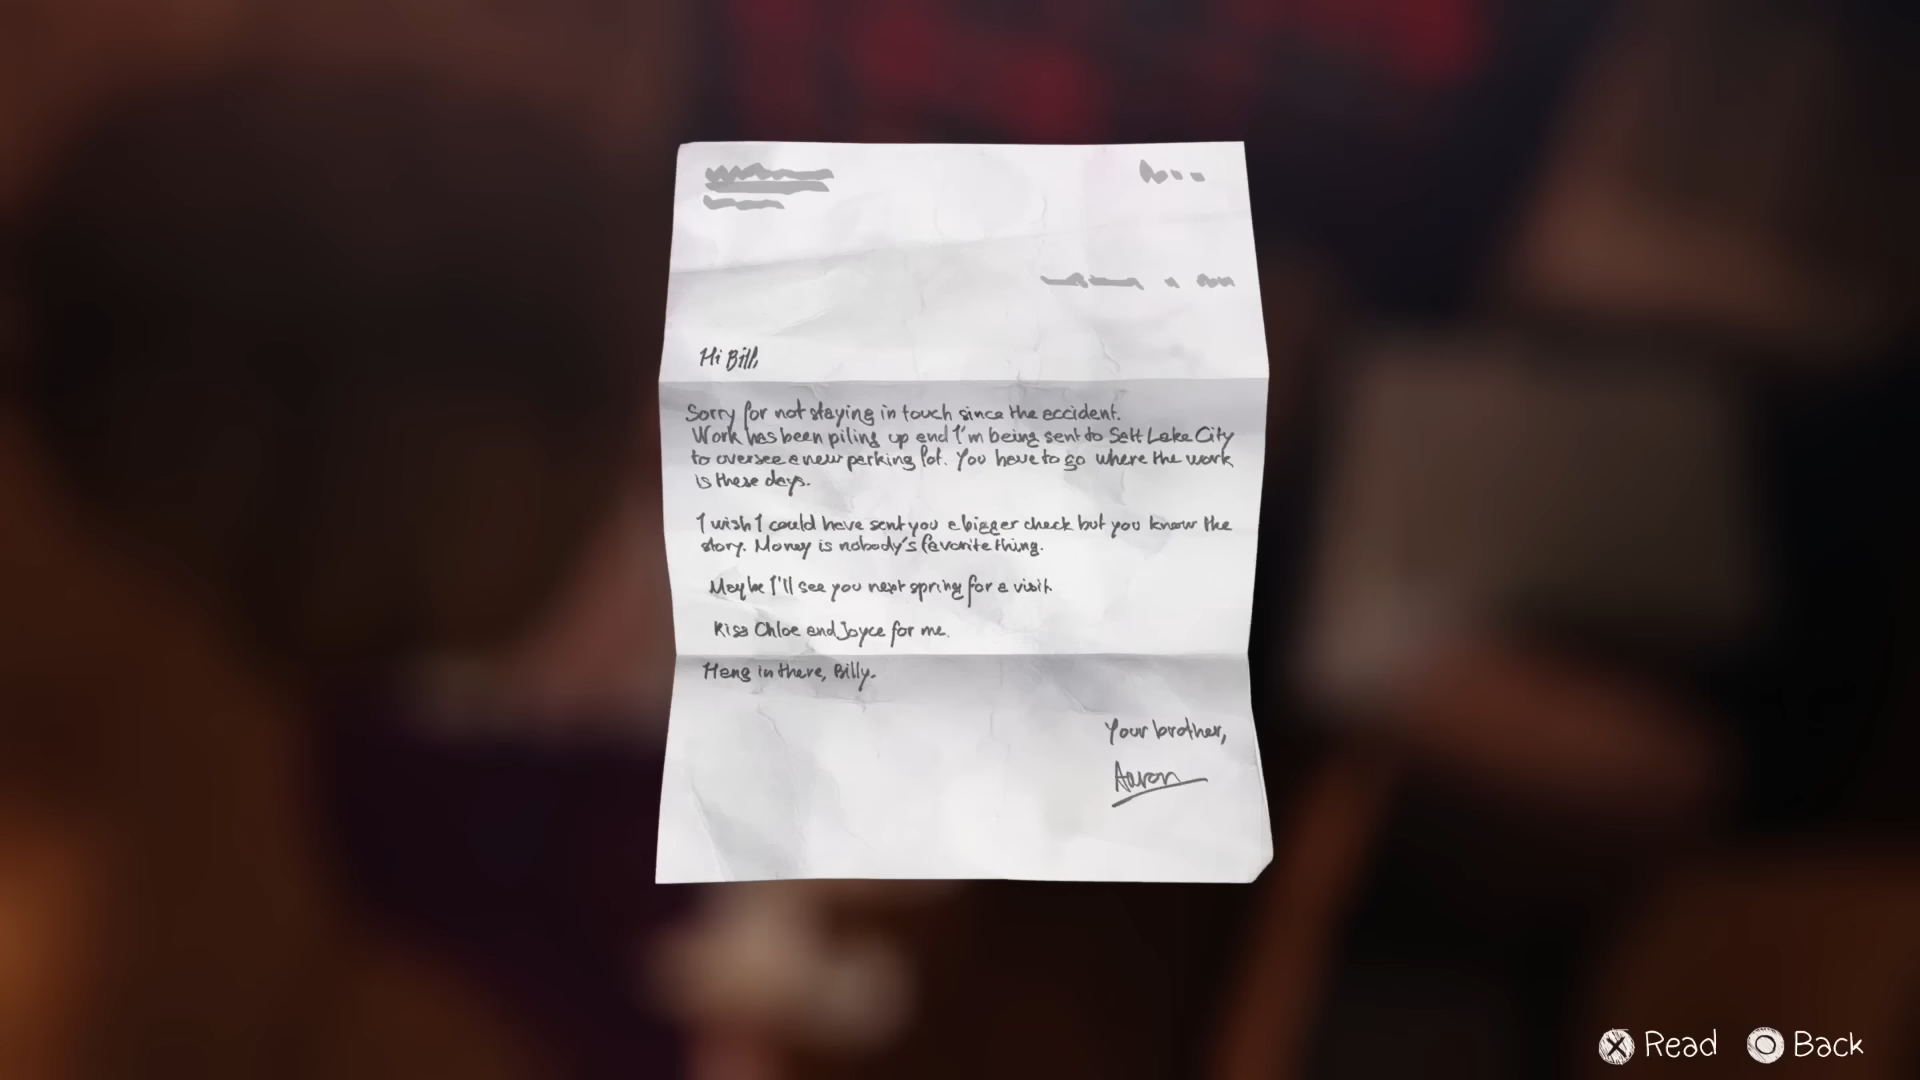 Hi Bill,
Sorry for not staying in touch since the accident.
Work has been piling up and I'm being sent to Salt Lake City
to oversee a new parking lot. You have to go where the work
is these days.
I wish I could have sent you a bigger check but you know the
story. Money is nobody's favorite thing.
Maybe I'll see you next spring for a visit.
Kiss Chloe and Joyce for me.
Hang in there, Billy.
Your brother,
Aaron
Read
Back